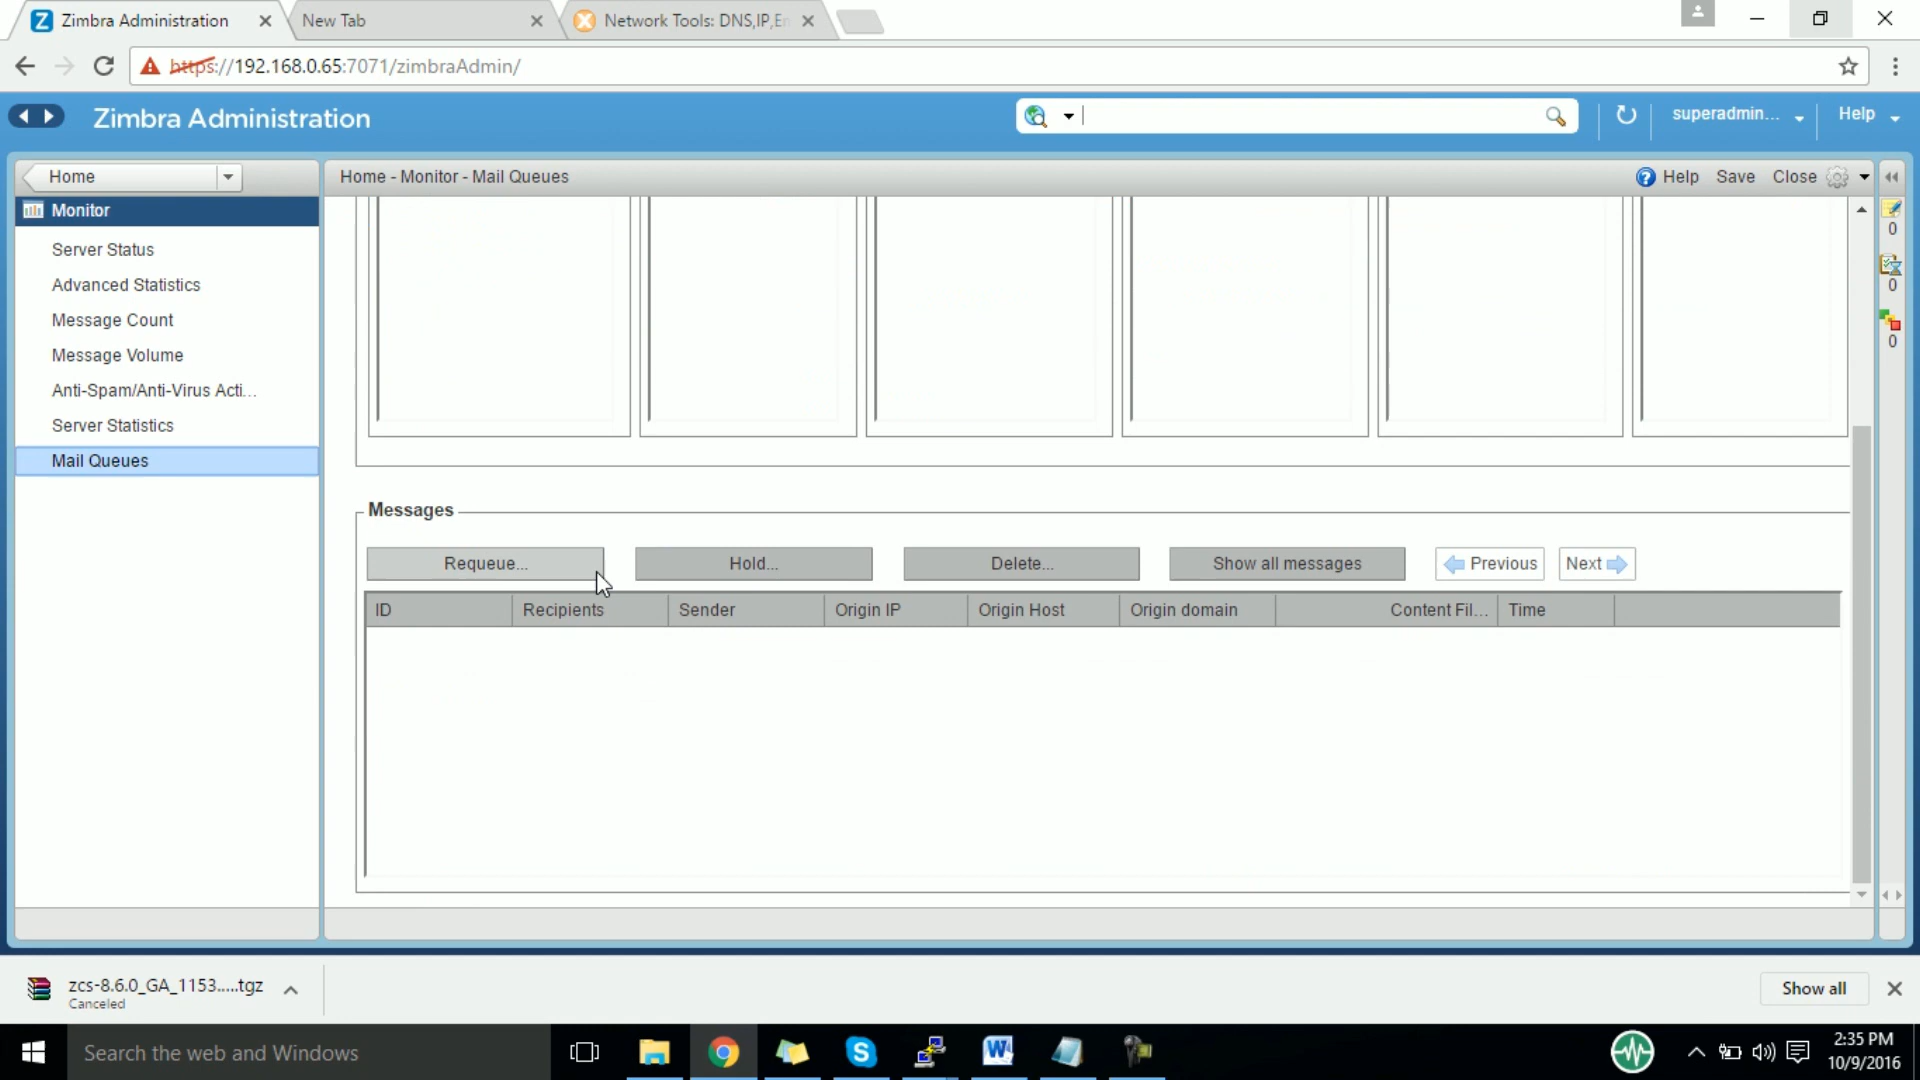 Zimbra Administration
New Tab
Network Tools: DNS,IP,Em
https://192.168.0.65:7071/zimbraAdmin/
Zimbra Administration
superadmin...
Help
Home
Home - Monitor - Mail Queues
Help
Save
Close
Monitor
Server Status
Advanced Statistics
Message Count
Message Volume
Anti-Spam/Anti-Virus Acti...
Server Statistics
Mail Queues
0
0
0
Messages
Requeue...
Hold...
Delete...
Show all messages
Previous
Next
ID
Recipients
Sender
Origin IP
Origin Host
Origin domain
Content Fil...
Time
zcs-8.6.0_GA_1153.....tgz
Canceled
Show all
Search the web and Windows
2:35 PM
10/9/2016